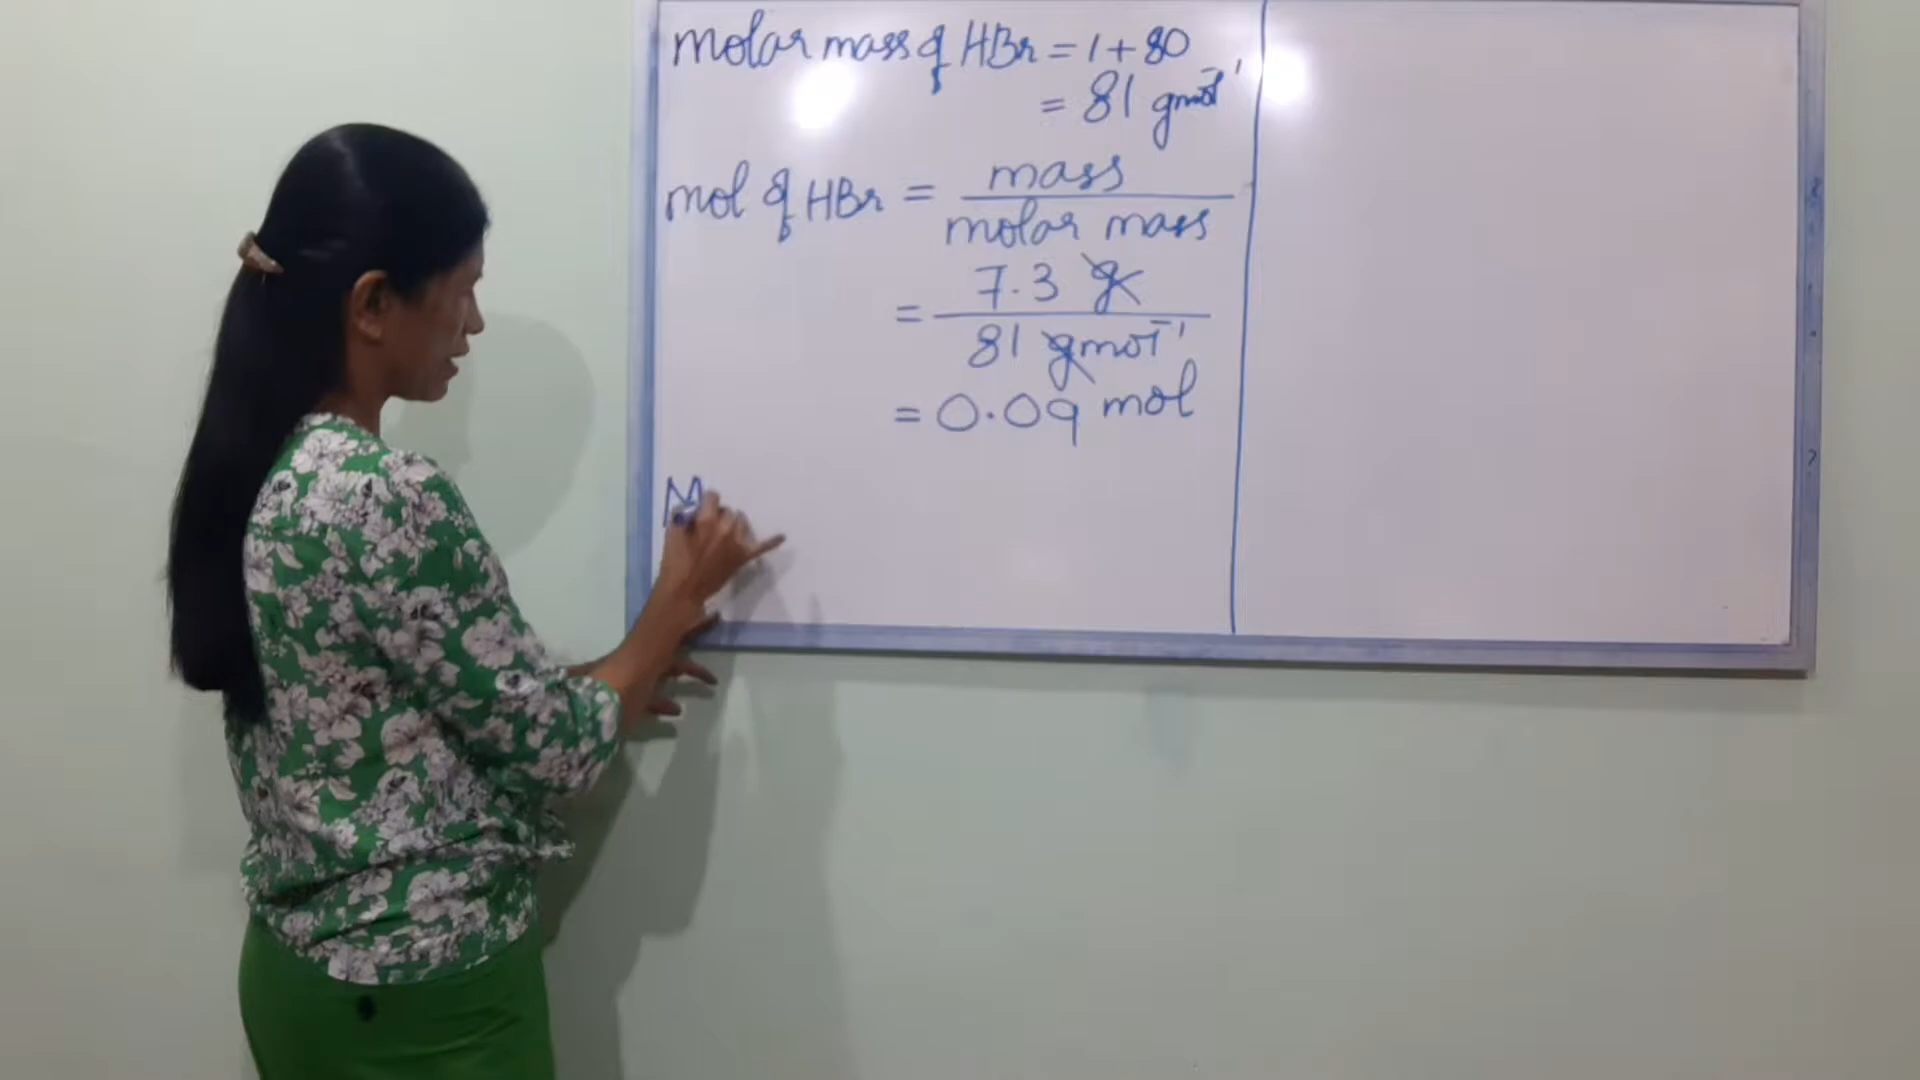 molar mass of HBr = 1 + 80
= 81 gmol⁻¹
mol of HBr = mass
molar mass
= 7.3 g
81 gmol⁻¹
= 0.09 mol
M